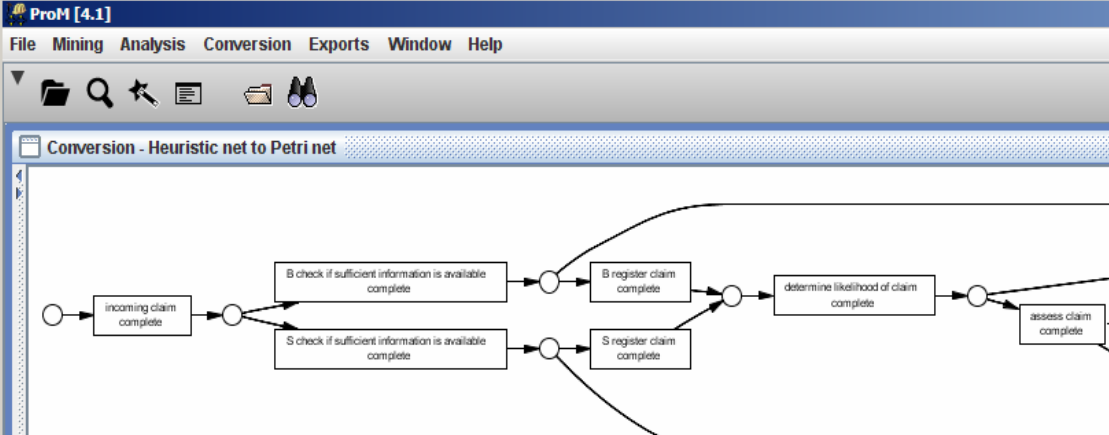 ProM [4.1]
File Mining Analysis Conversion Exports Window Help
Conversion - Heuristic net to Petri net
incoming claim
complete
B check if sufficient information is available
complete
S check if sufficient information is available
complete
B register claim
complete
S register claim
complete
determine likelihood of claim
complete
assess claim
complete